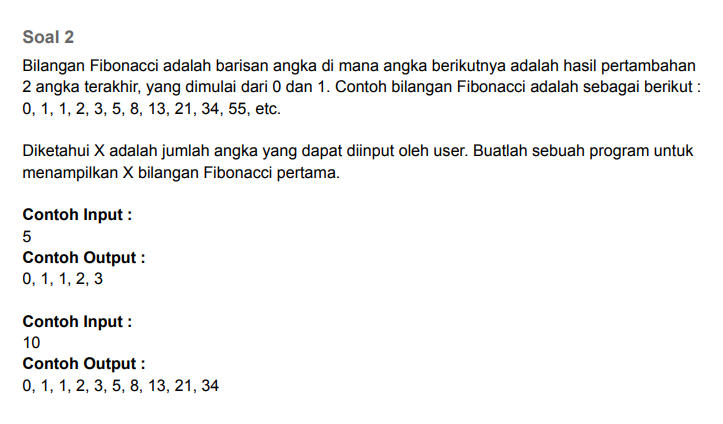 Soal 2
Bilangan Fibonacci adalah barisan angka di mana angka berikutnya adalah hasil pertambahan
2 angka terakhir, yang dimulai dari 0 dan 1. Contoh bilangan Fibonacci adalah sebagai berikut :
0, 1, 1, 2, 3, 5, 8, 13, 21, 34, 55, etc.
Diketahui X adalah jumlah angka yang dapat diinput oleh user. Buatlah sebuah program untuk
menampilkan X bilangan Fibonacci pertama.
Contoh Input :
5
Contoh Output :
0, 1, 1, 2, 3
Contoh Input :
10
Contoh Output :
0, 1, 1, 2, 3, 5, 8, 13, 21, 34